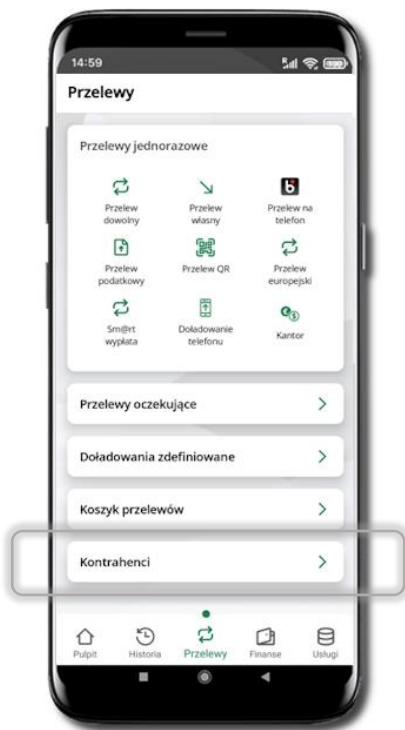 14:59
Przelewy
Przelewy jednorazowe
Przelew
dowolny
Przelew
własny
Przelew na
telefon
Przelew
podatkowy
Przelew QR
Przelew
europejski
Sm@rt
wypłata
Doładowanie
telefonu
Kantor
Przelewy oczekujące
Doładowania zdefiniowane
Koszyk przelewów
Kontrahenci
Pulpit
Historia
Przelewy
Finanse
Usługi